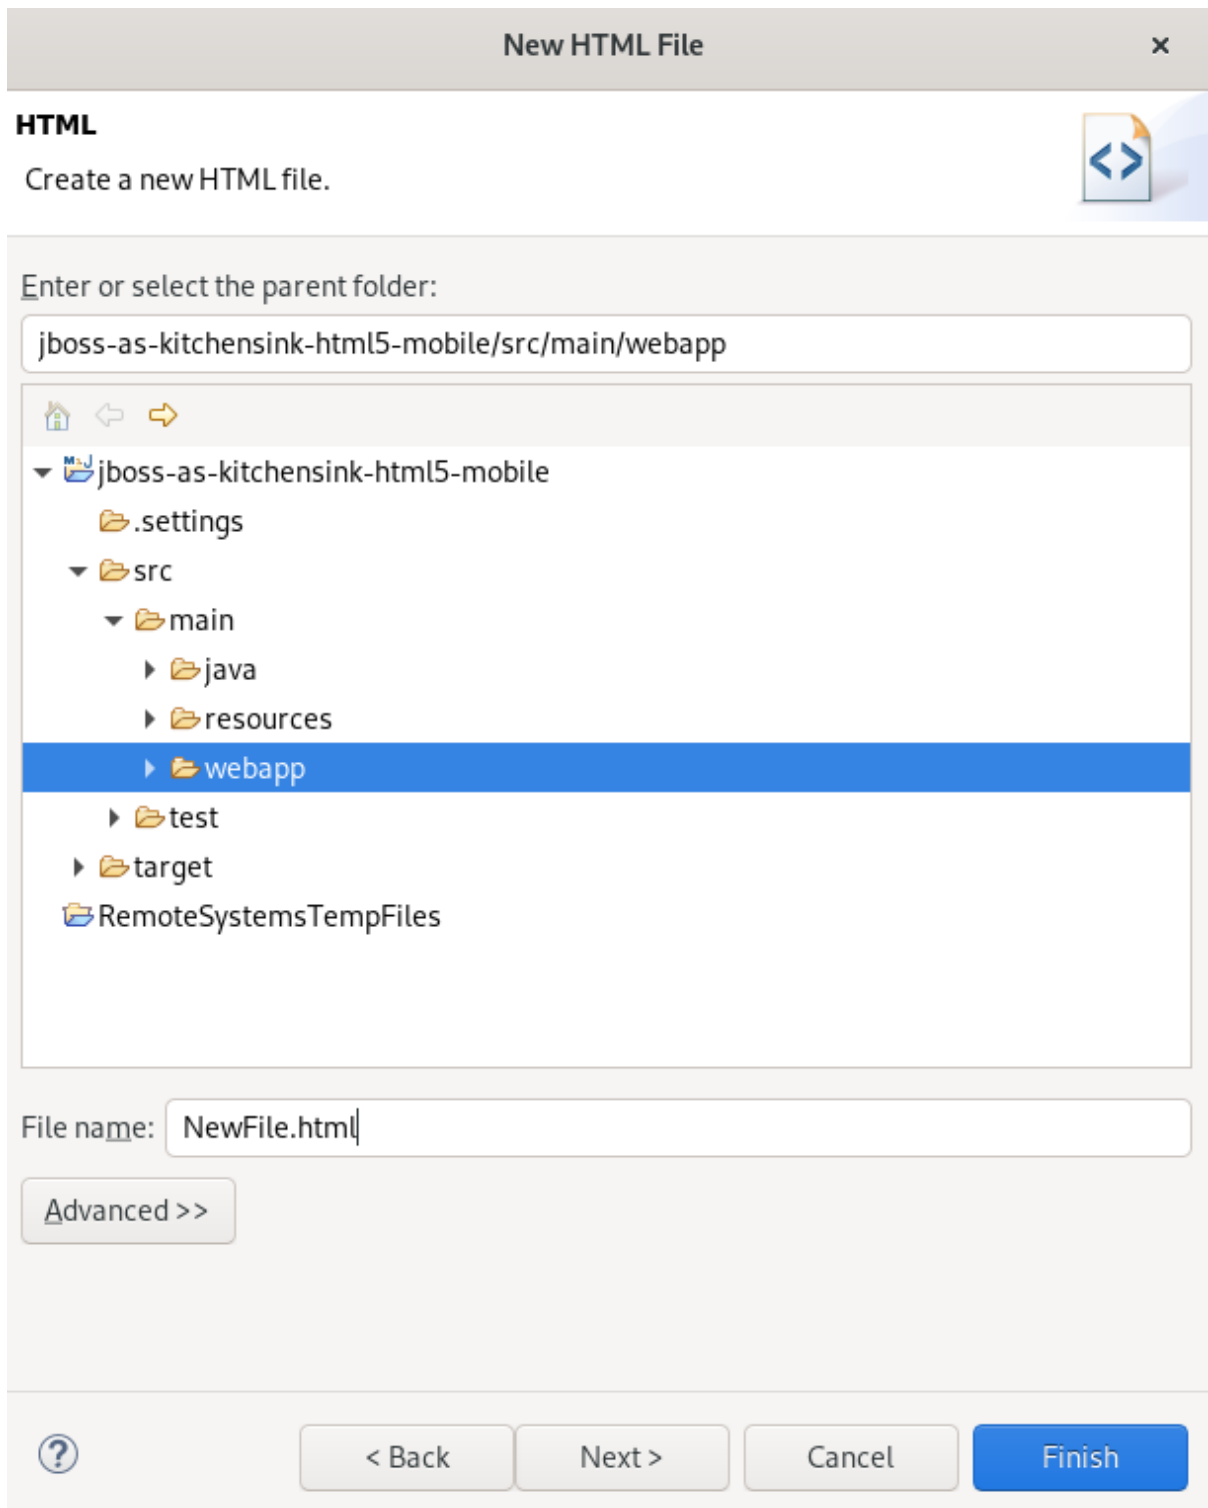 New HTML File ×
HTML
Create a new HTML file.
Enter or select the parent folder:
jboss-as-kitchensink-html5-mobile/src/main/webapp
jboss-as-kitchensink-html5-mobile
.settings
src
main
java
resources
webapp
test
target
RemoteSystemsTempFiles
File name: NewFile.html
Advanced >>
? < Back Next > Cancel Finish